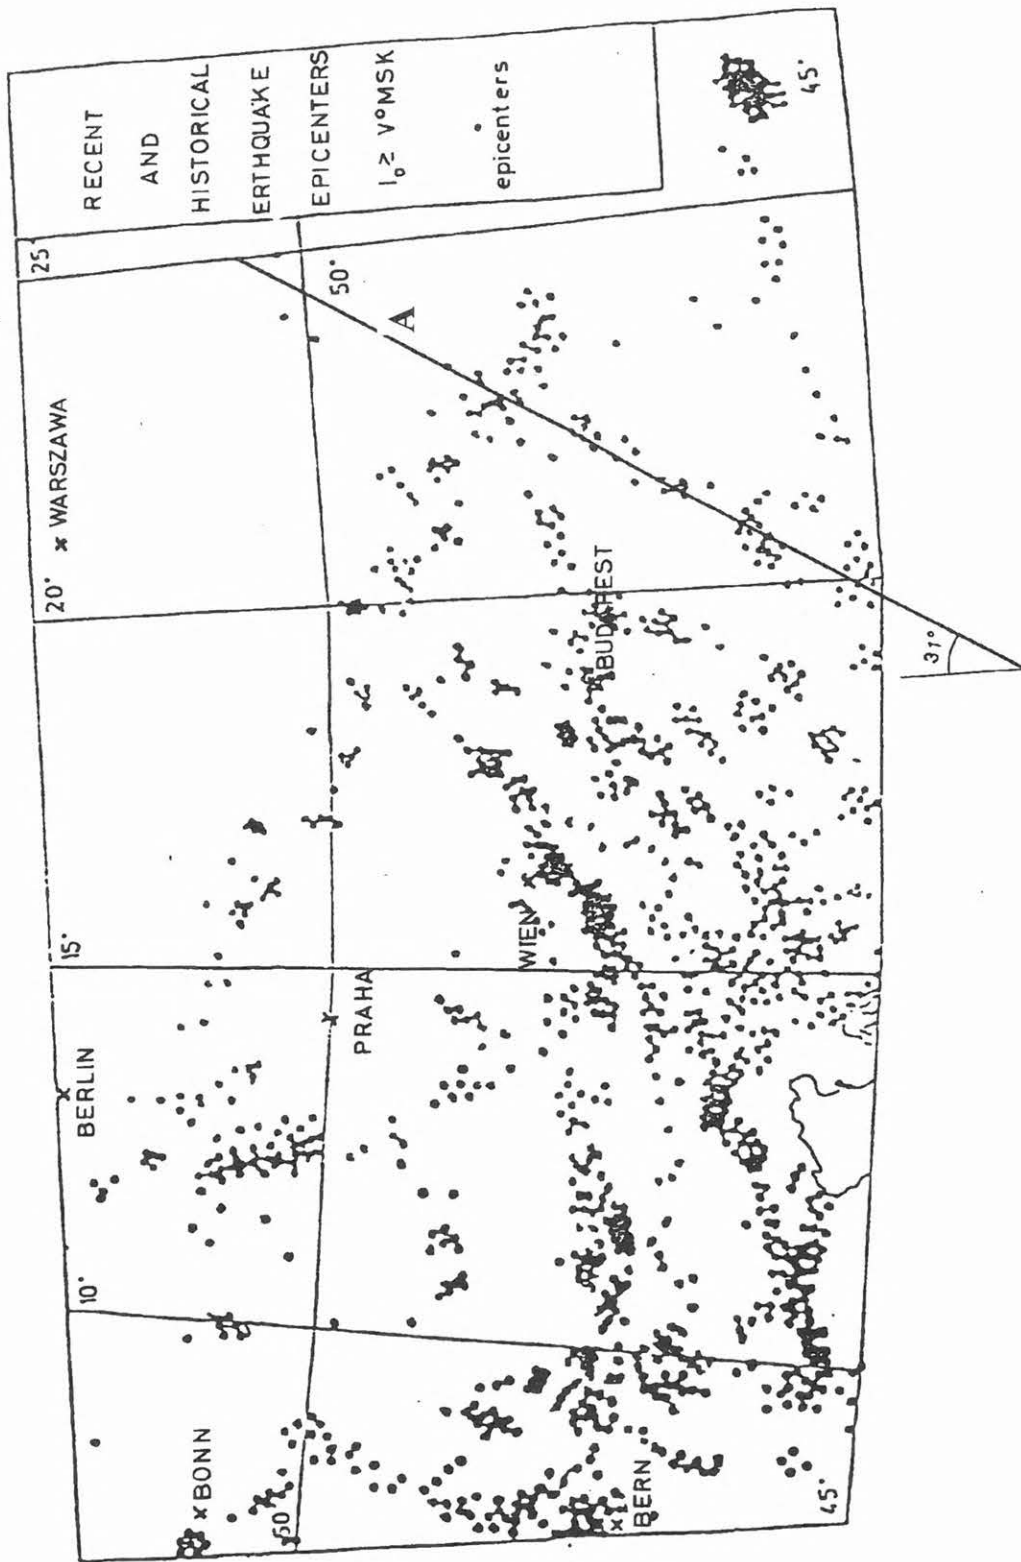 RECENT
AND
HISTORICAL
ERTHQUAKE
EPICENTERS
I₀ ≥ V°MSK
epicenters
10°
15°
20°
25°
BERLIN
WARSZAWA
BONN
50°
PRAHA
50°
A
WIEN
BUDAPEST
BERN
45°
45°
31°